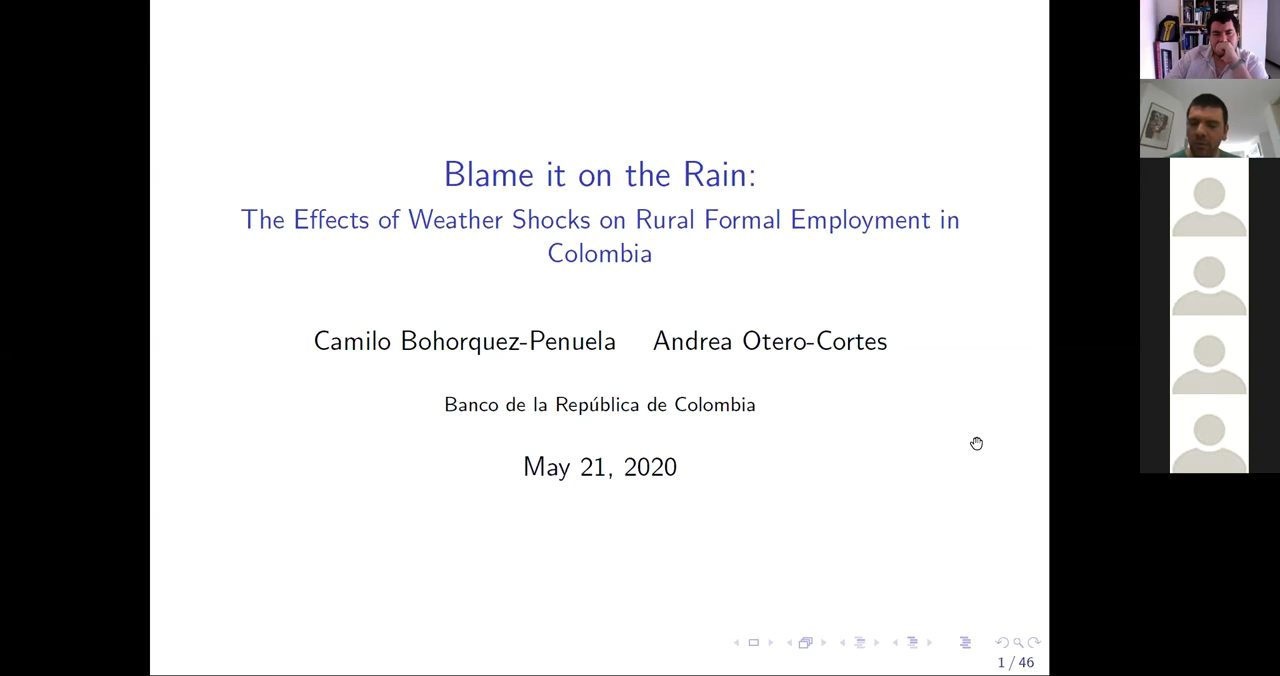 Blame it on the Rain:
The Effects of Weather Shocks on Rural Formal Employment in
Colombia
Camilo Bohorquez-Penuela Andrea Otero-Cortes
Banco de la República de Colombia
May 21, 2020
1 / 46